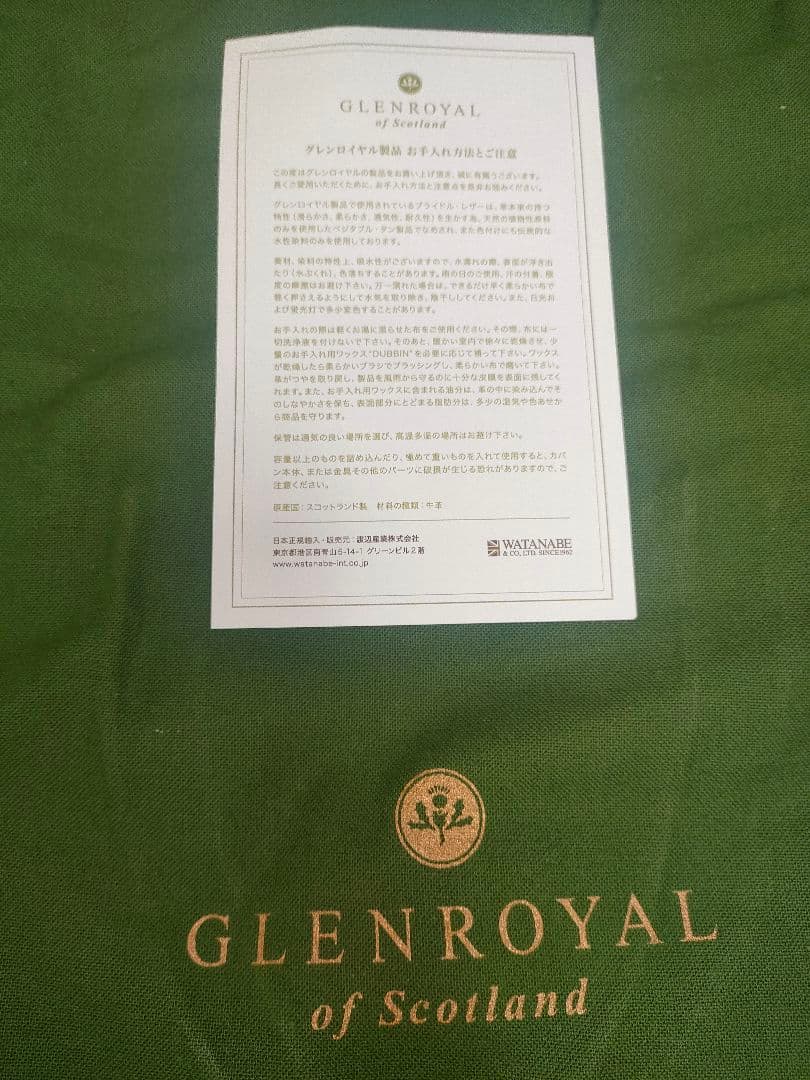 GLENROYAL
of Scotland
グレンロイヤル製品 お手入れ方法とご注意
この度はグレンロイヤルの製品をお買い上げ頂き、誠に有難うございます。
長くご愛用いただくために、お手入れ方法と注意点を是非お読みください。
グレンロイヤル製品で使用されているブライドル・レザーは、革本来の持つ
特性(滑らかさ、柔らかさ、通気性、耐久性)を生かす為、天然の植物性原料
のみを使用したベジタブル・タン製品でなめされ、また色付けにも伝統的な
水性染料のみを使用しております。
素材、染料の特性上、吸水性がございますので、水濡れの際、表面が浮き出
たり(水ぶくれ)、色落ちすることがあります。雨の日のご使用、汗の付着、極
度の摩擦はお避け下さい。万一濡れた場合は、できるだけ早く柔らかい布で
軽く押さえるようにして水気を取り除き、陰干ししてください。また、日光お
よび蛍光灯で多少変色することがあります。
お手入れの際は軽くお湯に濡らせた布をご使用ください。その際、布には一
切洗浄液を付けないで下さい。そのあと、暖かい室内で徐々に乾燥させ、少
量のお手入れ用ワックス"DUBBIN"を必要に応じて補って下さい。ワックス
が乾燥したら柔らかいブラシでブラッシングし、柔らかい布で磨いて下さい。
革がつやを取り戻し、製品を風雨から守るのに十分な皮膜を表面に残してく
れます。また、お手入れ用ワックスに含まれる油分は、革の中に染み込んでそ
のしなやかさを保ち、表面部分にとどまる脂肪分は、多少の湿気や色あせか
ら商品を守ります。
保管は通気の良い場所を選び、高温多湿の場所はお避け下さい。
容量以上のものを詰め込んだり、極めて重いものを入れて使用すると、カバ
ン本体、または金具その他のパーツに破損が生じる恐れがありますので、ご
注意ください。
原産国:スコットランド製 材料の種類:牛革
日本正規輸入・販売元:渡辺産業株式会社
東京都港区南青山5-14-1 グリーンビル2階
www.watanabe-int.co.jp
WATANABE
& CO., LTD. SINCE1962
GLENROYAL
of Scotland